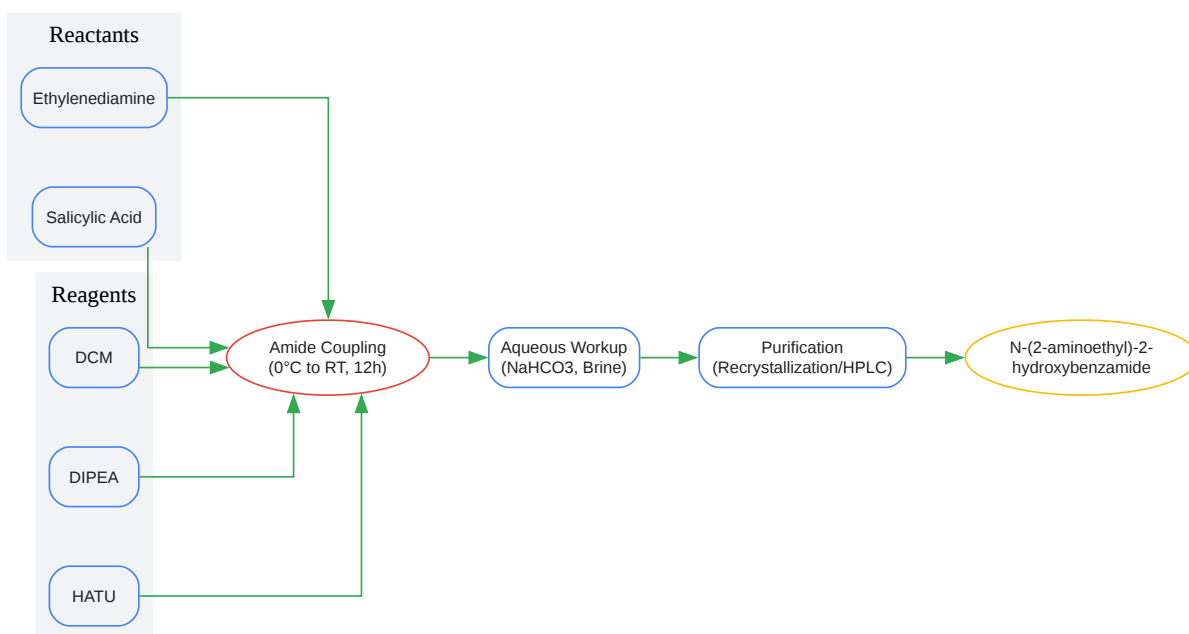 Reactants
Ethylenediamine
Salicylic Acid
Reagents
DCM
DIPEA
HATU
Amide Coupling
(0°C to RT, 12h)
Aqueous Workup
(NaHCO3, Brine)
Purification
(Recrystallization/HPLC)
N-(2-aminoethyl)-2-
hydroxybenzamide